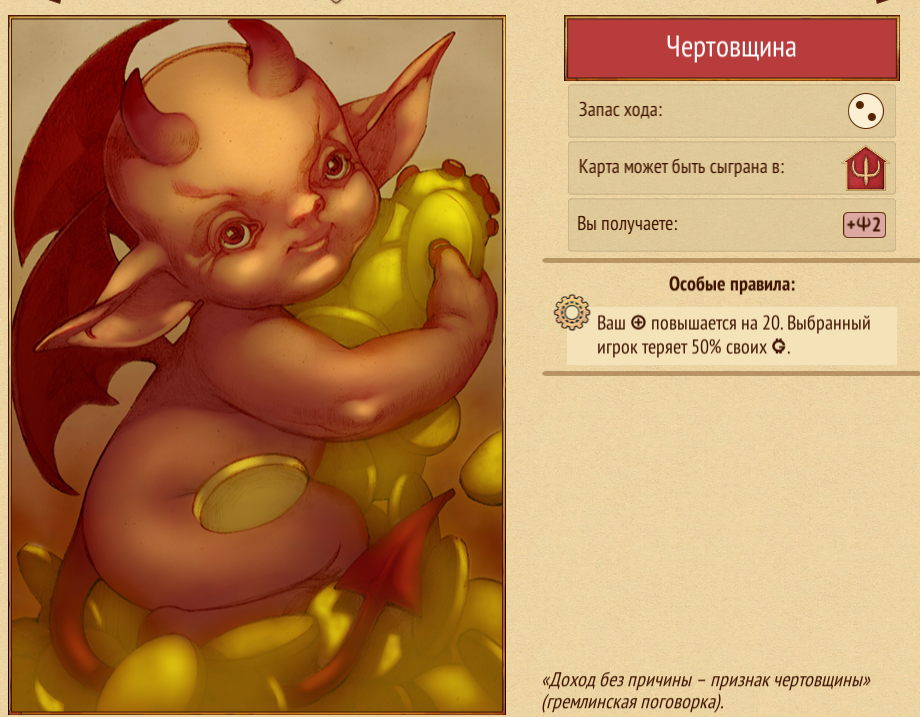 Чертовщина
Запас хода:
Карта может быть сыграна в:
Вы получаете:
+Ψ2
Особые правила:
Ваш ⊕ повышается на 20. Выбранный
игрок теряет 50% своих .
«Доход без причины – признак чертовщины»
(гремлинская поговорка).